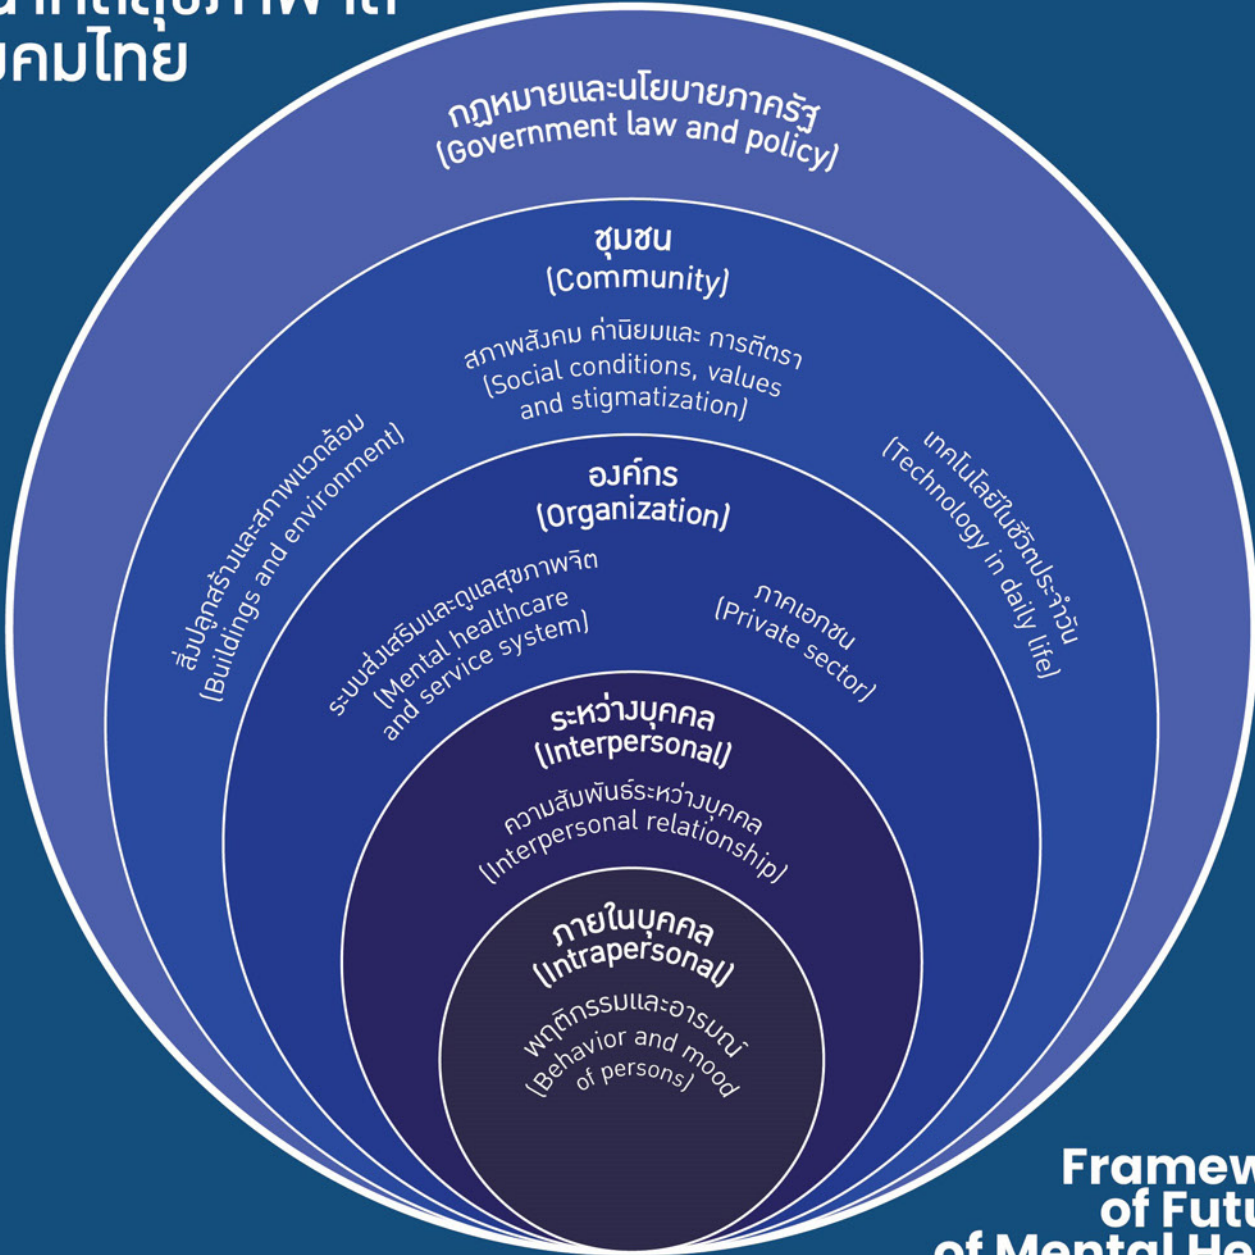 คมไทย
กฎหมายและนโยบายภาครัฐ
(Government law and policy)
ชุมชน
(Community)
สภาพสังคม ค่านิยมและ การตีตรา
(Social conditions, values
and stigmatization)
สิ่งปลูกสร้างและสภาพแวดล้อม
(Buildings and environment)
เทคโนโลยีในชีวิตประจำวัน
(Technology in daily life)
องค์กร
(Organization)
ระบบส่งเสริมและดูแลสุขภาพจิต
(Mental healthcare
and service system)
ภาคเอกชน
(Private sector)
ระหว่างบุคคล
(Interpersonal)
ความสัมพันธ์ระหว่างบุคคล
(Interpersonal relationship)
ภายในบุคคล
(Intrapersonal)
พฤติกรรมและอารมณ์
(Behavior and mood
of persons)
Framew
of Futu
of Mental Hea